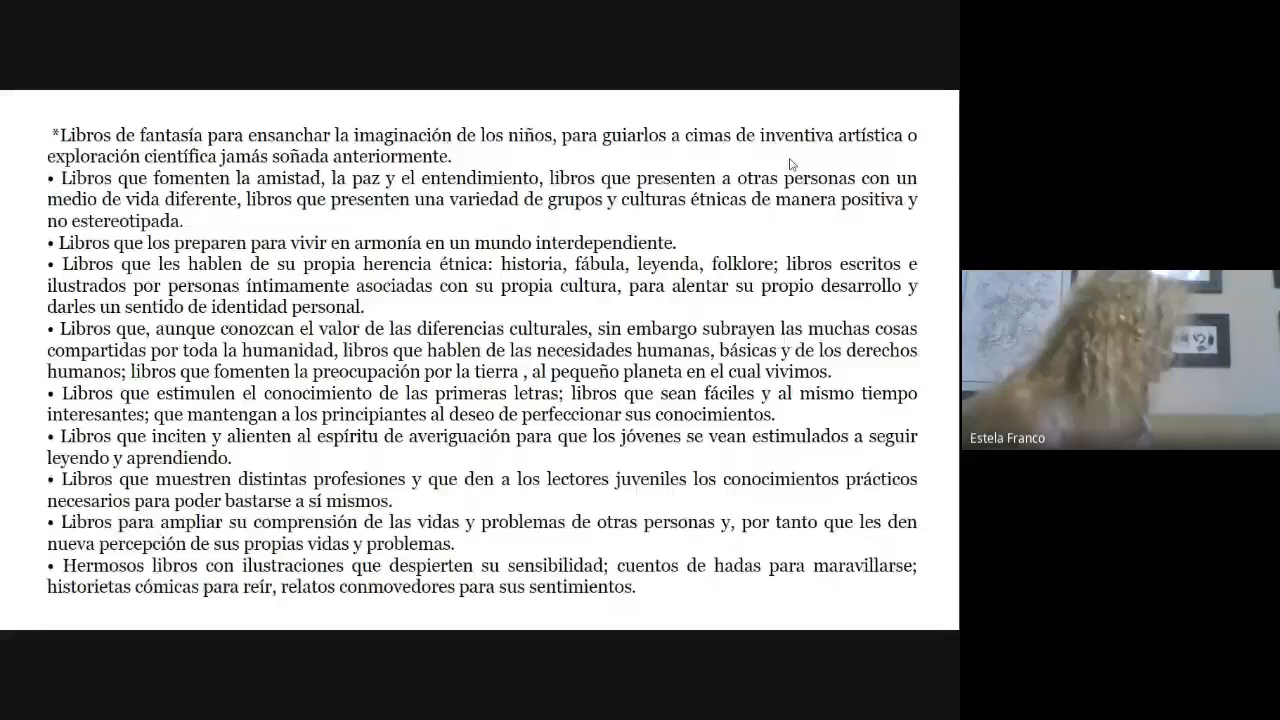 *Libros de fantasía para ensanchar la imaginación de los niños, para guiarlos a cimas de inventiva artística o
exploración científica jamás soñada anteriormente.
• Libros que fomenten la amistad, la paz y el entendimiento, libros que presenten a otras personas con un
medio de vida diferente, libros que presenten una variedad de grupos y culturas étnicas de manera positiva y
no estereotipada.
• Libros que los preparen para vivir en armonía en un mundo interdependiente.
• Libros que les hablen de su propia herencia étnica: historia, fábula, leyenda, folklore; libros escritos e
ilustrados por personas íntimamente asociadas con su propia cultura, para alentar su propio desarrollo y
darles un sentido de identidad personal.
• Libros que, aunque conozcan el valor de las diferencias culturales, sin embargo subrayen las muchas cosas
compartidas por toda la humanidad, libros que hablen de las necesidades humanas, básicas y de los derechos
humanos; libros que fomenten la preocupación por la tierra , al pequeño planeta en el cual vivimos.
• Libros que estimulen el conocimiento de las primeras letras; libros que sean fáciles y al mismo tiempo
interesantes; que mantengan a los principiantes al deseo de perfeccionar sus conocimientos.
• Libros que inciten y alienten al espíritu de averiguación para que los jóvenes se vean estimulados a seguir
leyendo y aprendiendo.
• Libros que muestren distintas profesiones y que den a los lectores juveniles los conocimientos prácticos
necesarios para poder bastarse a sí mismos.
• Libros para ampliar su comprensión de las vidas y problemas de otras personas y, por tanto que les den
nueva percepción de sus propias vidas y problemas.
• Hermosos libros con ilustraciones que despierten su sensibilidad; cuentos de hadas para maravillarse;
historietas cómicas para reír, relatos conmovedores para sus sentimientos.
Estela Franco